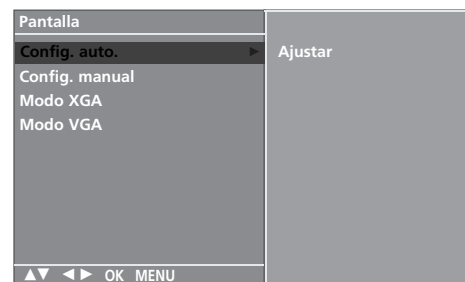 Pantalla
Config. auto. ► Ajustar
Config. manual
Modo XGA
Modo VGA
▲▼ ◄► OK MENU